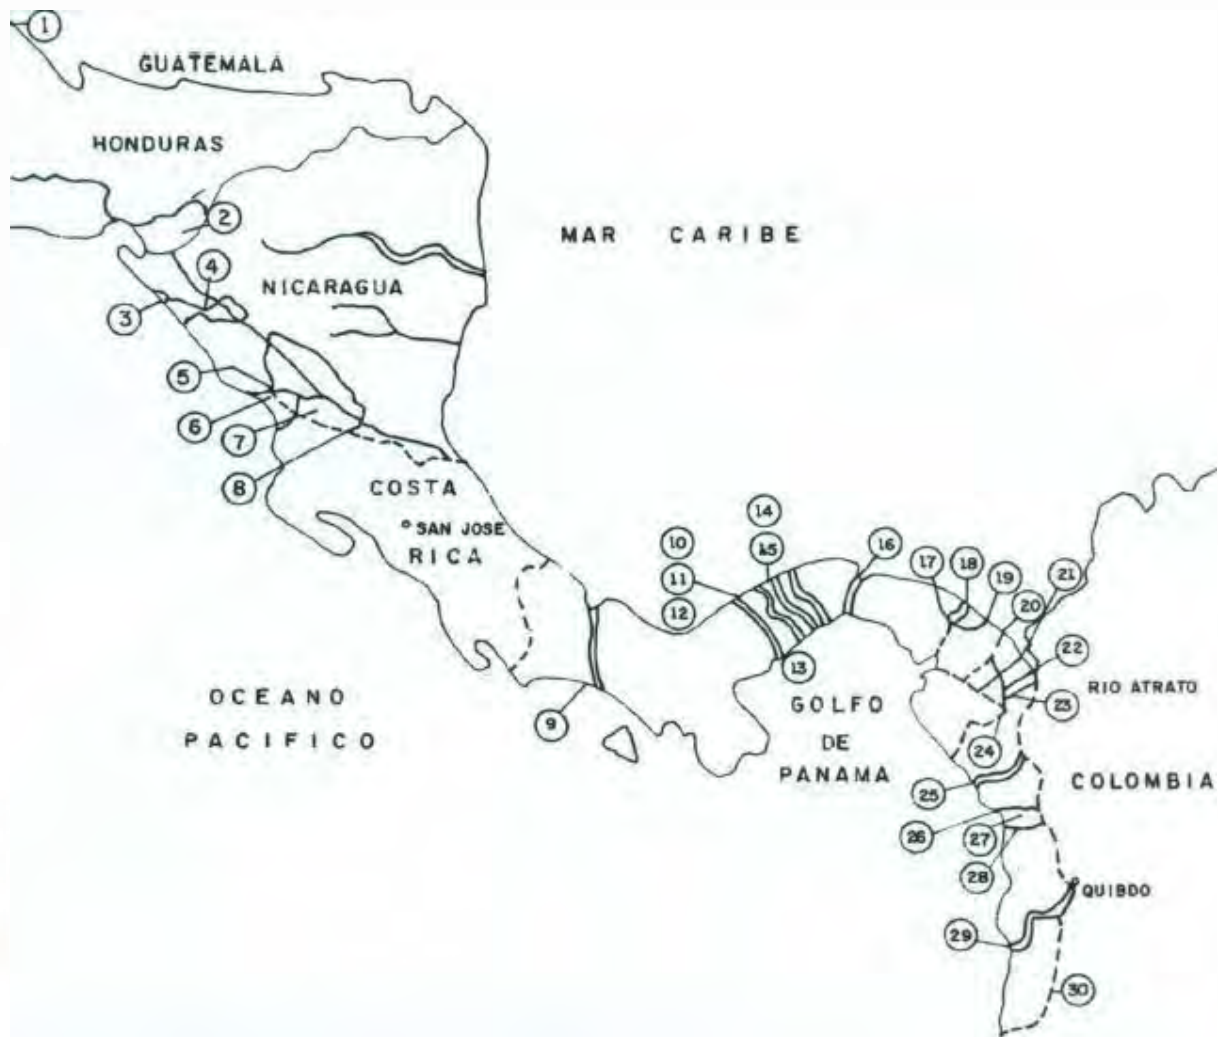 1
GUATEMALA
HONDURAS
2
MAR CARIBE
4
NICARAGUA
3
5
6
7
8
COSTA
SAN JOSE
RICA
14
10
15
16
11
17
18
19
20
21
12
13
22
RIO ATRATO
23
OCEANO
PACIFICO
9
GOLFO
DE
PANAMA
24
COLOMBIA
25
26
27
28
QUIBDO
29
30